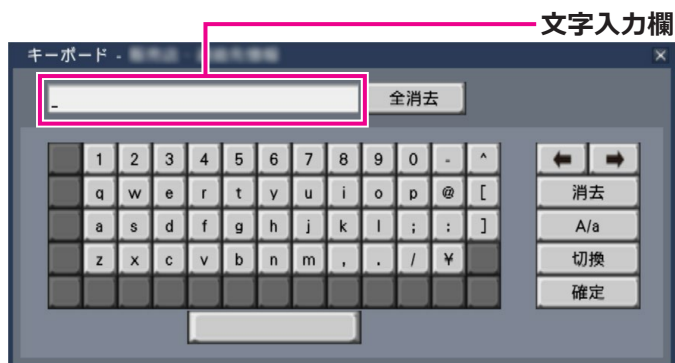 文字入力欄
キーボード -
_ 全消去
1 2 3 4 5 6 7 8 9 0 - ^
q w e r t y u i o p @ [ 消去
a s d f g h j k l ; : ] A/a
z x c v b n m , . / ¥ 切換
確定